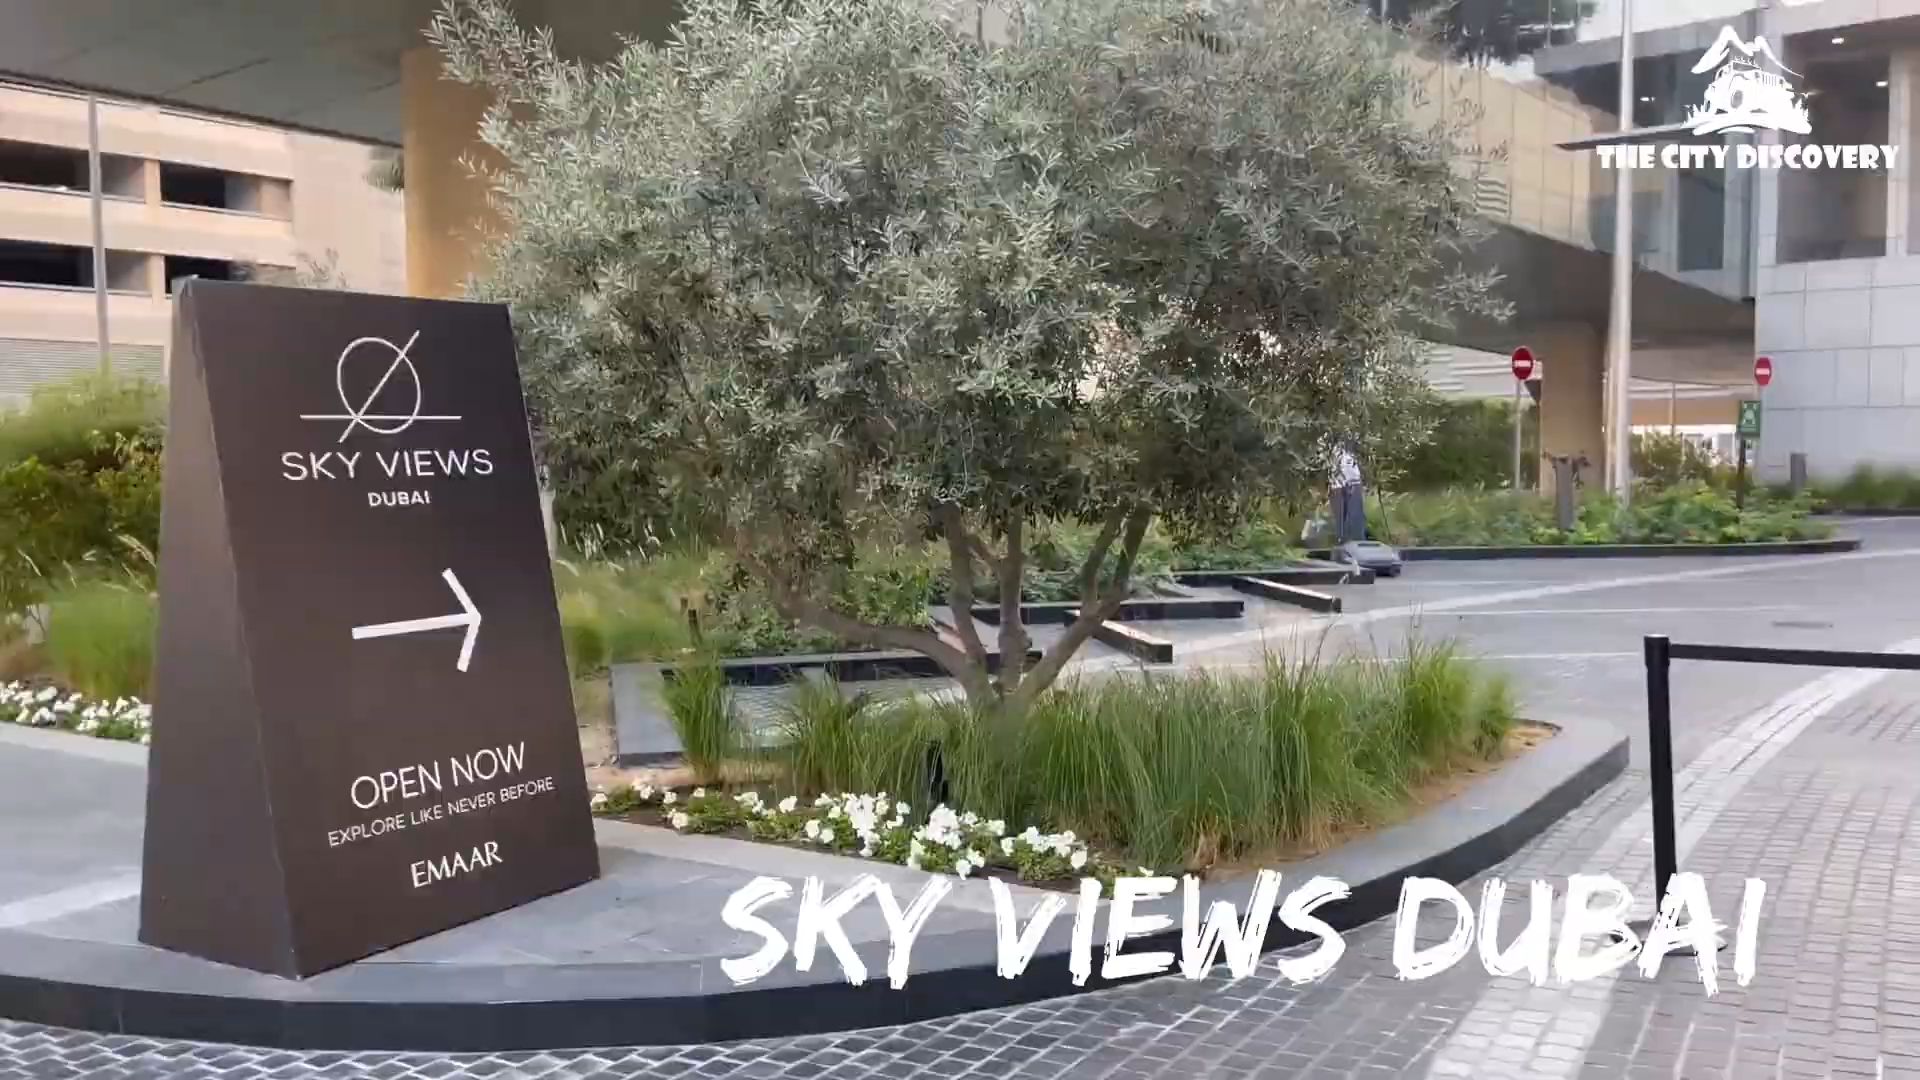 THE CITY DISCOVERY
SKY VIEWS
DUBAI
OPEN NOW
EXPLORE LIKE NEVER BEFORE
EMAAR
SKY VIEWS DUBAI